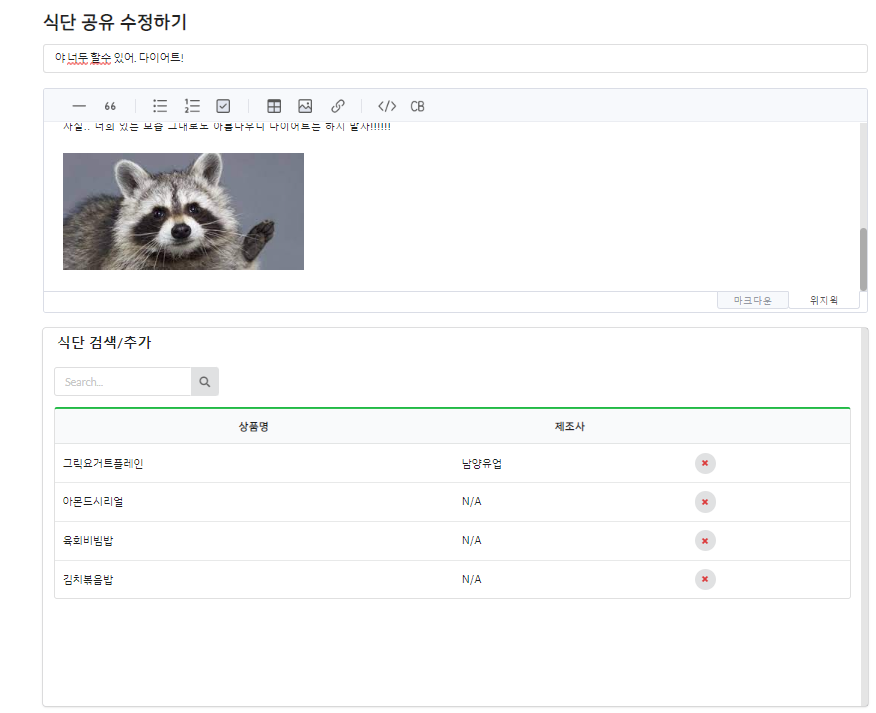 식단 공유 수정하기
야 너두 할수 있어. 다이어트!
66
CB
사실.. 너희 있는 모습 그대로도 아름다우니 다이어트는 하지 말자!!!!!!
마크다운 위지윅
식단 검색/추가
Search...
상품명 제조사
그릭요거트플레인 남양유업
아몬드시리얼 N/A
육회비빔밥 N/A
김치볶음밥 N/A